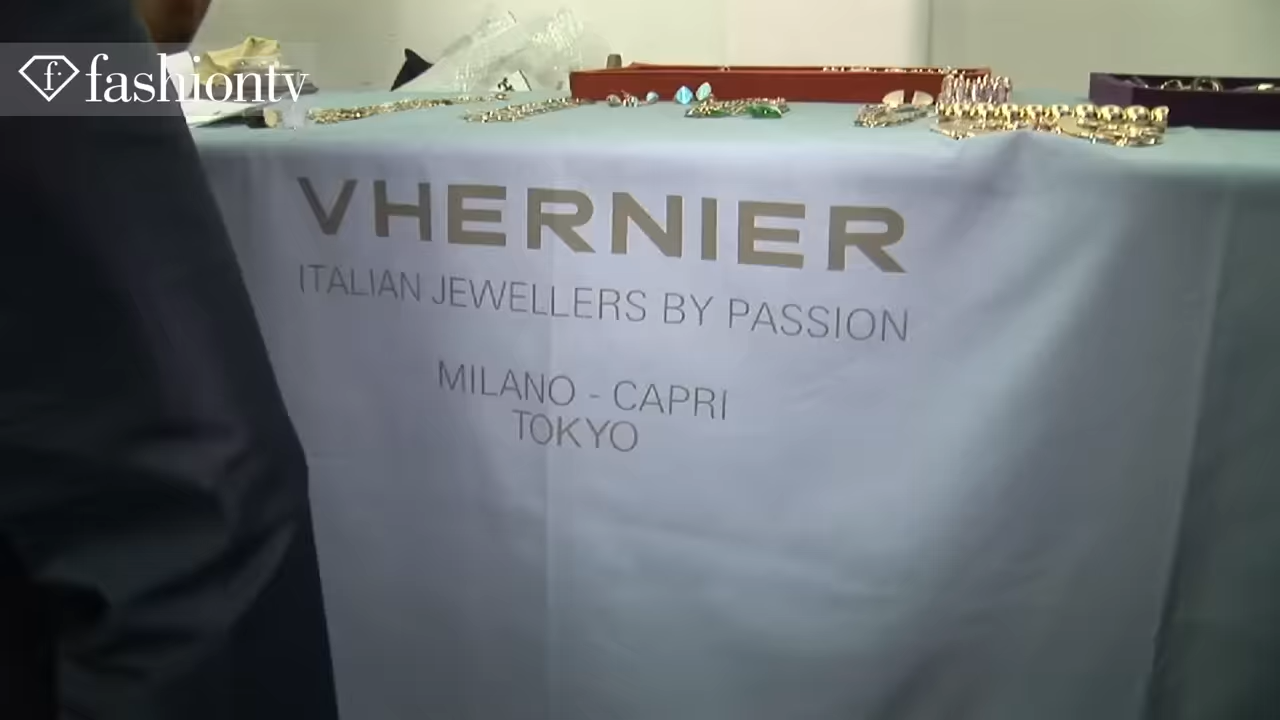 fashiontv
VHERNIER
ITALIAN JEWELLERS BY PASSION
MILANO - CAPRI
TOKYO